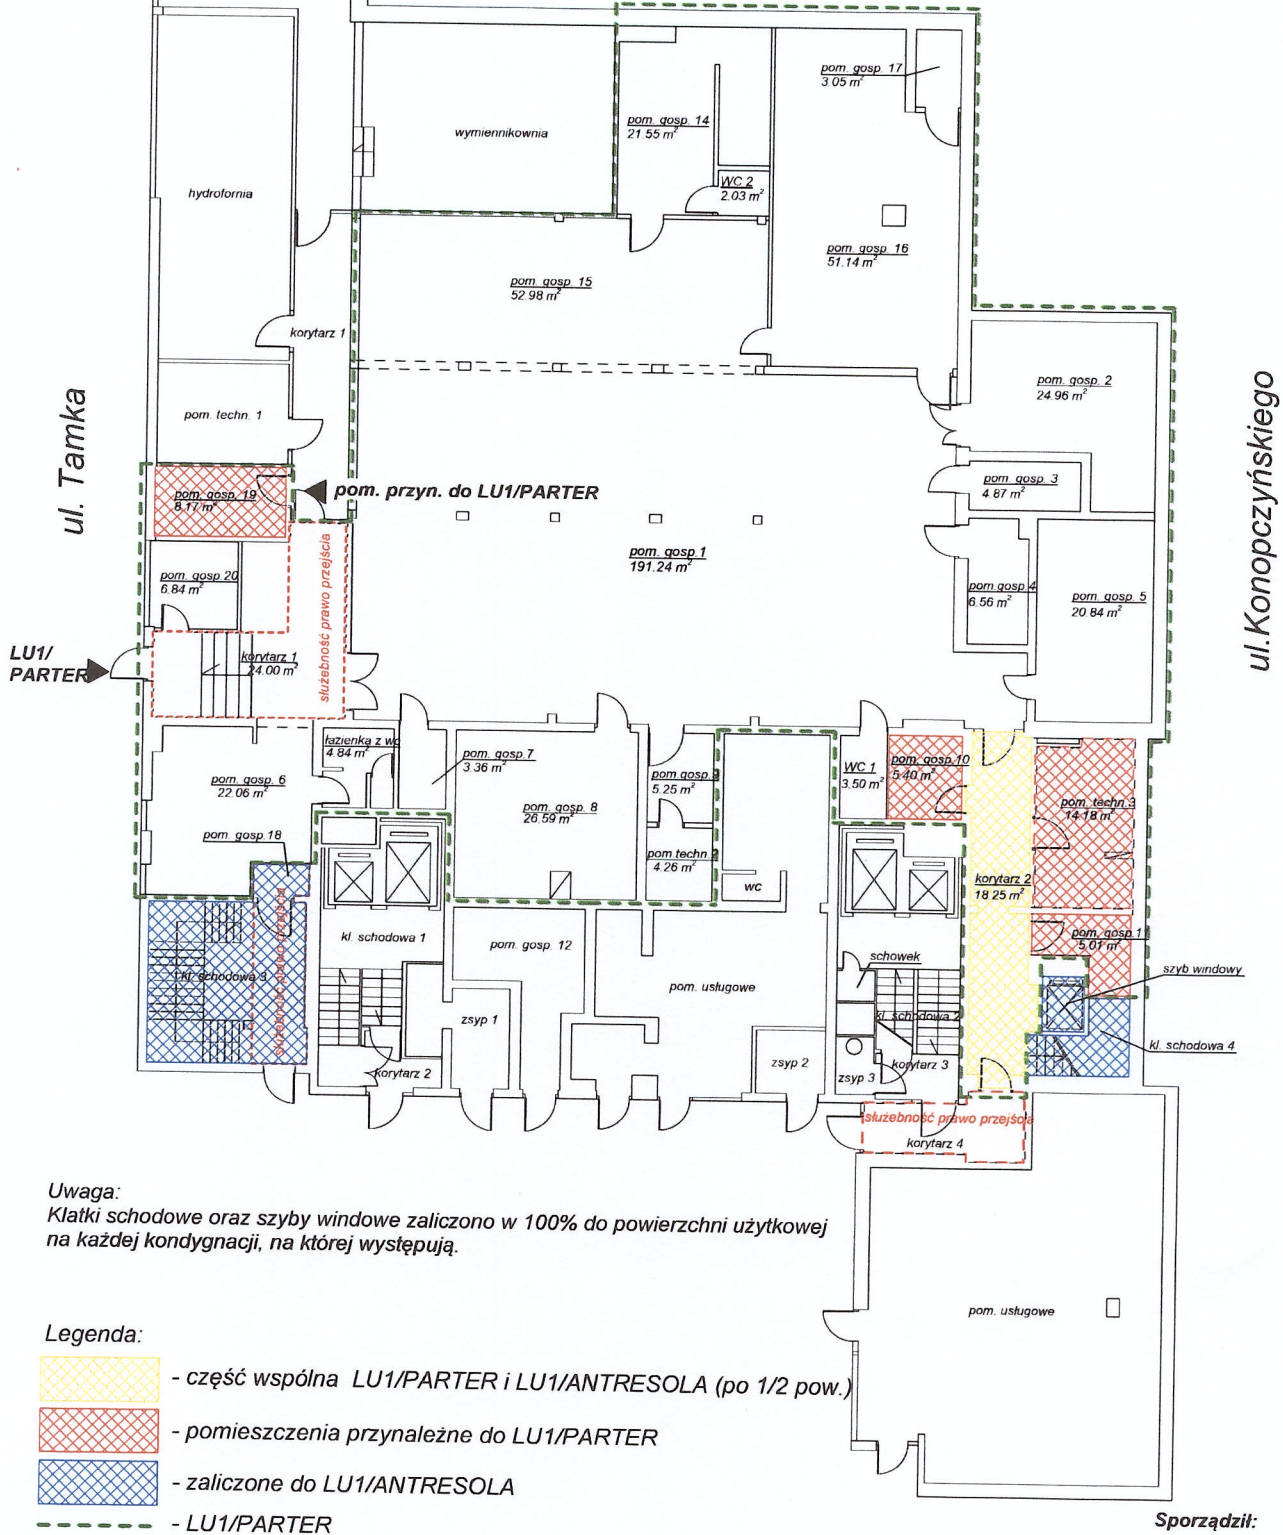 pom. gosp. 17
3.05 m²
pom. gosp. 14
21.55 m²
wymiennikownia
hydrofornia
WC 2
2.03 m²
pom. gosp. 16
51.14 m²
pom. gosp. 15
52.98 m²
korytarz 1
pom. gosp. 2
24.96 m²
ul. Tamka
ul.Konopczyńskiego
pom. techn. 1
pom. gosp. 3
4.87 m²
pom. gosp. 19
8.17 m²
pom. przyn. do LU1/PARTER
służebność prawo przejścia
pom. gosp.1
191.24 m²
pom. gosp.20
6.84 m²
pom.gosp.4
6.56 m²
pom. gosp. 5
20.84 m²
LU1/
PARTER
korytarz 1
24.00 m²
łazienka z wc
4.84 m²
pom. gosp.7
3.36 m²
pom. gosp. 6
22.06 m²
pom. gosp. 8
26.59 m²
pom.gosp.
5.25 m²
WC 1
3.50 m²
pom. gosp.10
5.40 m²
pom. techn.3
14.18 m²
pom. gosp.18
pom.techn.
4.26 m²
wc
korytarz 2
18.25 m²
służebność prawo przejścia
kl. schodowa 1
pom. gosp. 12
pom. gosp.1
5.01 m²
schowek
szyb windowy
kl. schodowa 3
pom. usługowe
zsyp 1
kl. schodowa 2
kl. schodowa 4
korytarz 2
zsyp 2
zsyp 3
korytarz 3
służebność prawo przejścia
korytarz 4
Uwaga:
Klatki schodowe oraz szyby windowe zaliczono w 100% do powierzchni użytkowej
na każdej kondygnacji, na której występują.
pom. usługowe
Legenda:
- część wspólna LU1/PARTER i LU1/ANTRESOLA (po 1/2 pow.)
- pomieszczenia przynależne do LU1/PARTER
- zaliczone do LU1/ANTRESOLA
- LU1/PARTER
Sporządził: